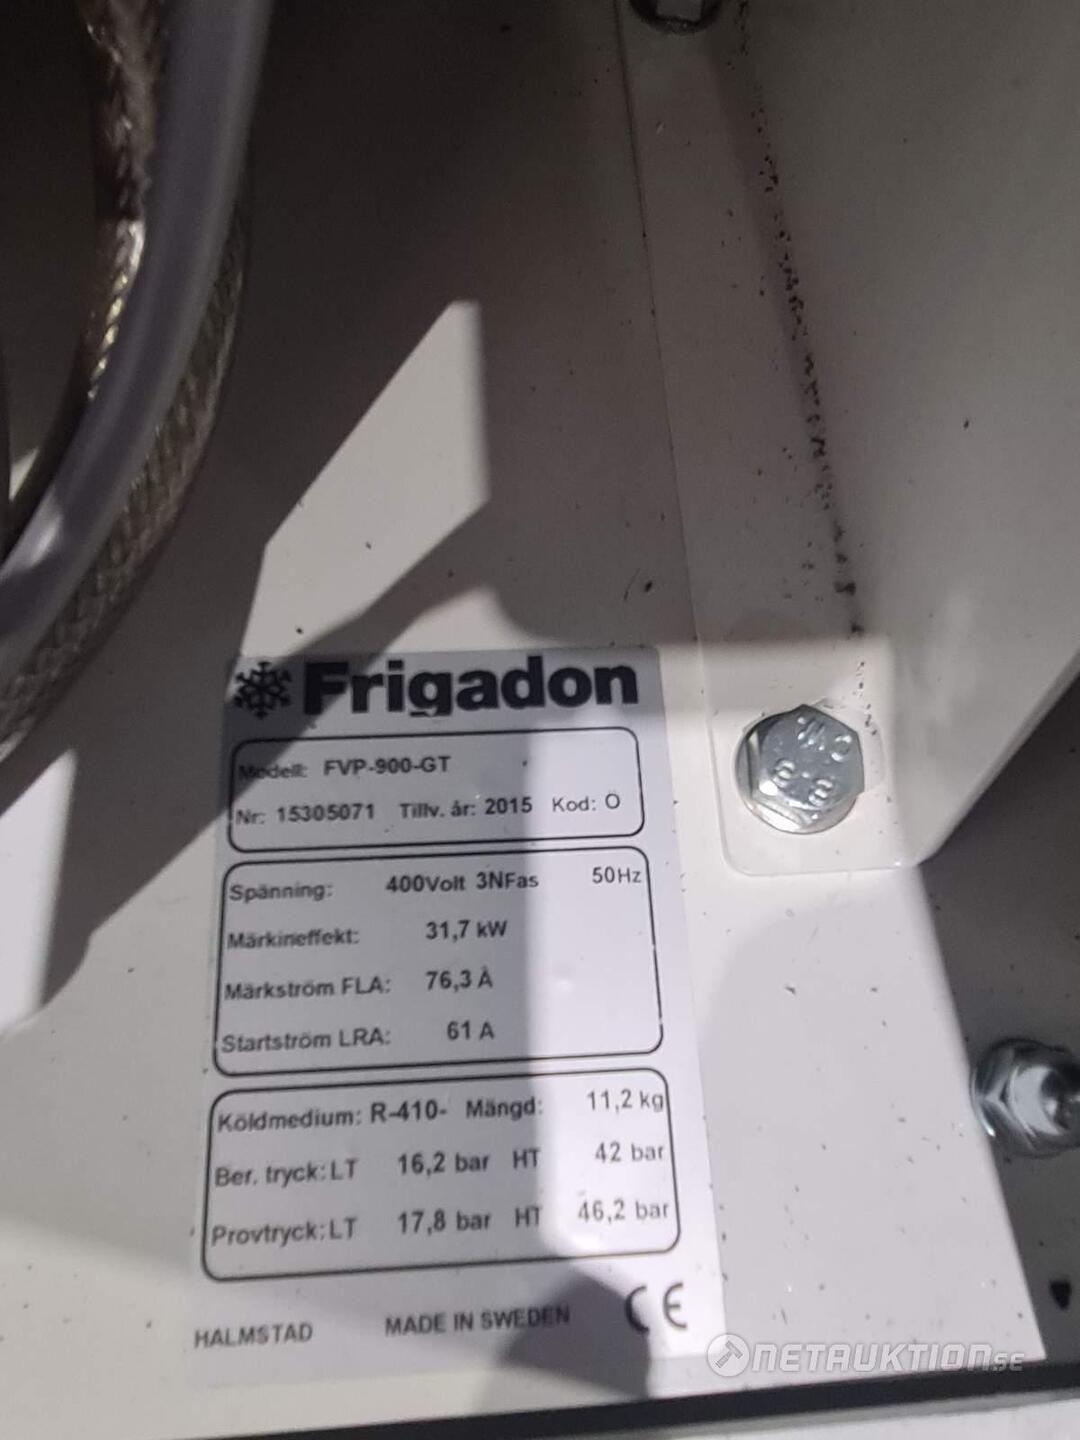 Frigadon
Modell: FVP-900-GT
Nr: 15305071 Tillv. år: 2015 Kod: Ö
Spänning: 400Volt 3NFas 50Hz
Märkineffekt: 31,7 kW
Märkström FLA: 76,3 A
Startström LRA: 61 A
Köldmedium: R-410- Mängd: 11,2 kg
Ber. tryck: LT 16,2 bar HT 42 bar
Provtryck: LT 17,8 bar HT 46,2 bar
HALMSTAD MADE IN SWEDEN CE
8.8
NETAUKTION.SE